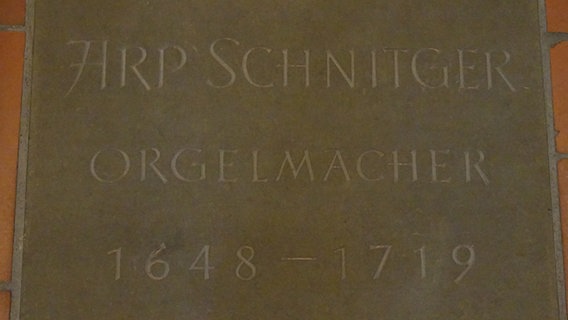 ARP SCHNITGER
ORGELMACHER
1648 – 1719